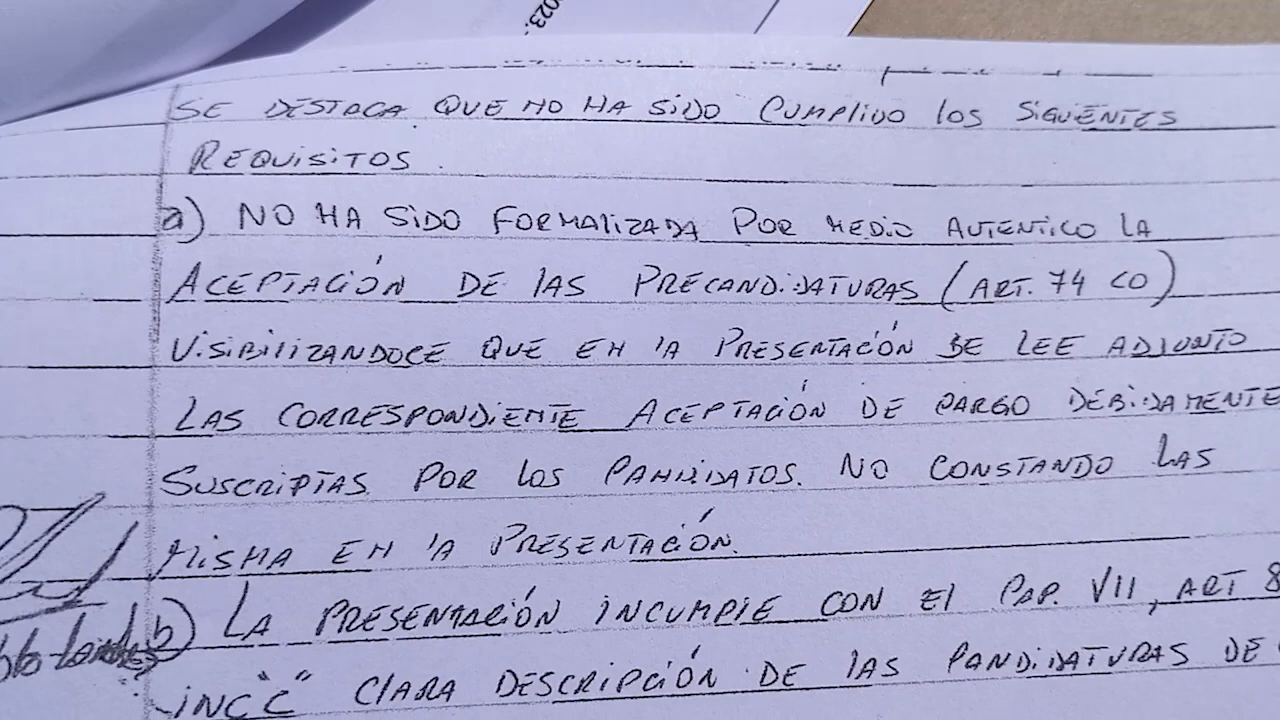 023.
SE DESTACA QUE NO HA SIDO CUMPLIDO los SIGUIENTES
REQUISITOS.
a) NO HA SIDO FORMALIZADA POR MEDIO AUTENTICO LA
ACEPTACIÓN DE lAS PRECANDIDATURAS (ART. 74 CO)
VISIBILIZANDOCE QUE EN lA PRESENTACIÓN SE LEE ADJUNTO
LAS CORRESPONDIENTE ACEPTACIÓN DE CARGO DEBIDAMENTE
SUSCRIPTAS POR LOS CANDIDATOS. NO CONSTANDO LAS
MISMA EN lA PRESENTACIÓN.
b) LA PRESENTACIÓN INCUMPlE CON El CAP. VII, ART 8
INC "C" ClARA DESCRIPCIÓN DE lAS CANDIDATURAS DE